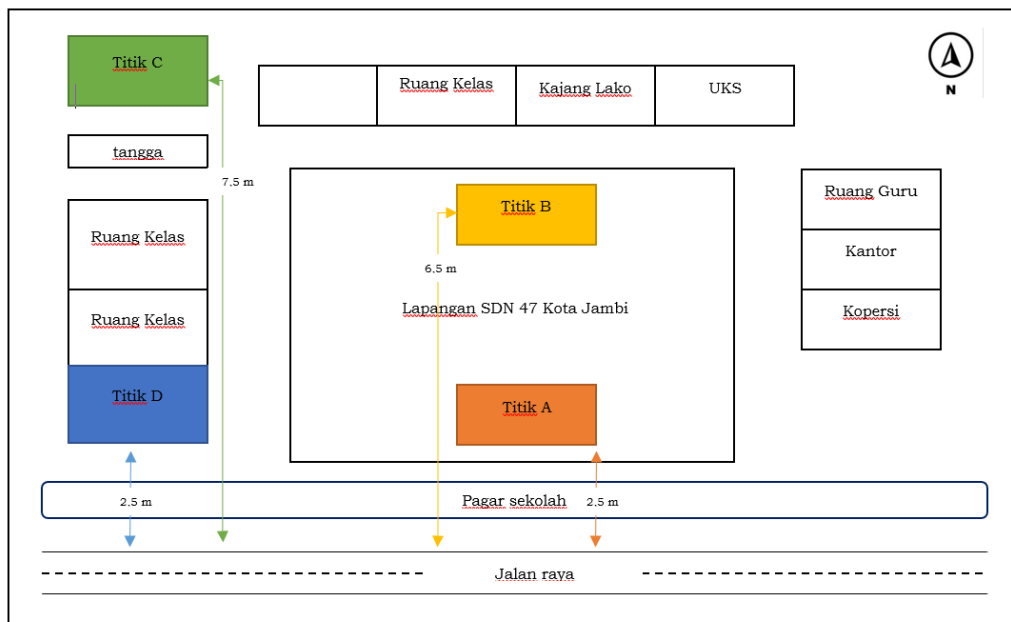 Titik C
Ruang Kelas
Kajang Lako
UKS
N
tangga
7,5 m
Ruang Guru
Titik B
Ruang Kelas
Kantor
6,5 m
Lapangan SDN 47 Kota Jambi
Kopersi
Ruang Kelas
Titik D
Titik A
2,5 m
Pagar sekolah
2,5 m
Jalan raya